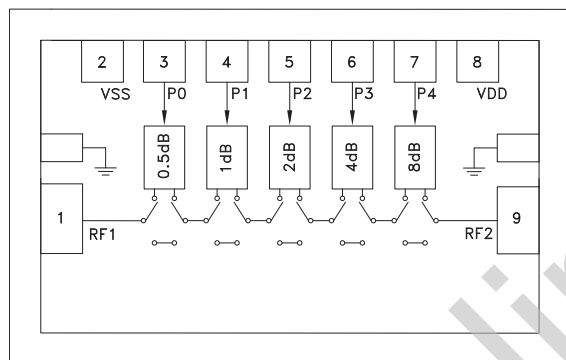 2 3 4 5 6 7 8
VSS P0 P1 P2 P3 P4 VDD
0.5dB 1dB 2dB 4dB 8dB
1 9
RF1 RF2